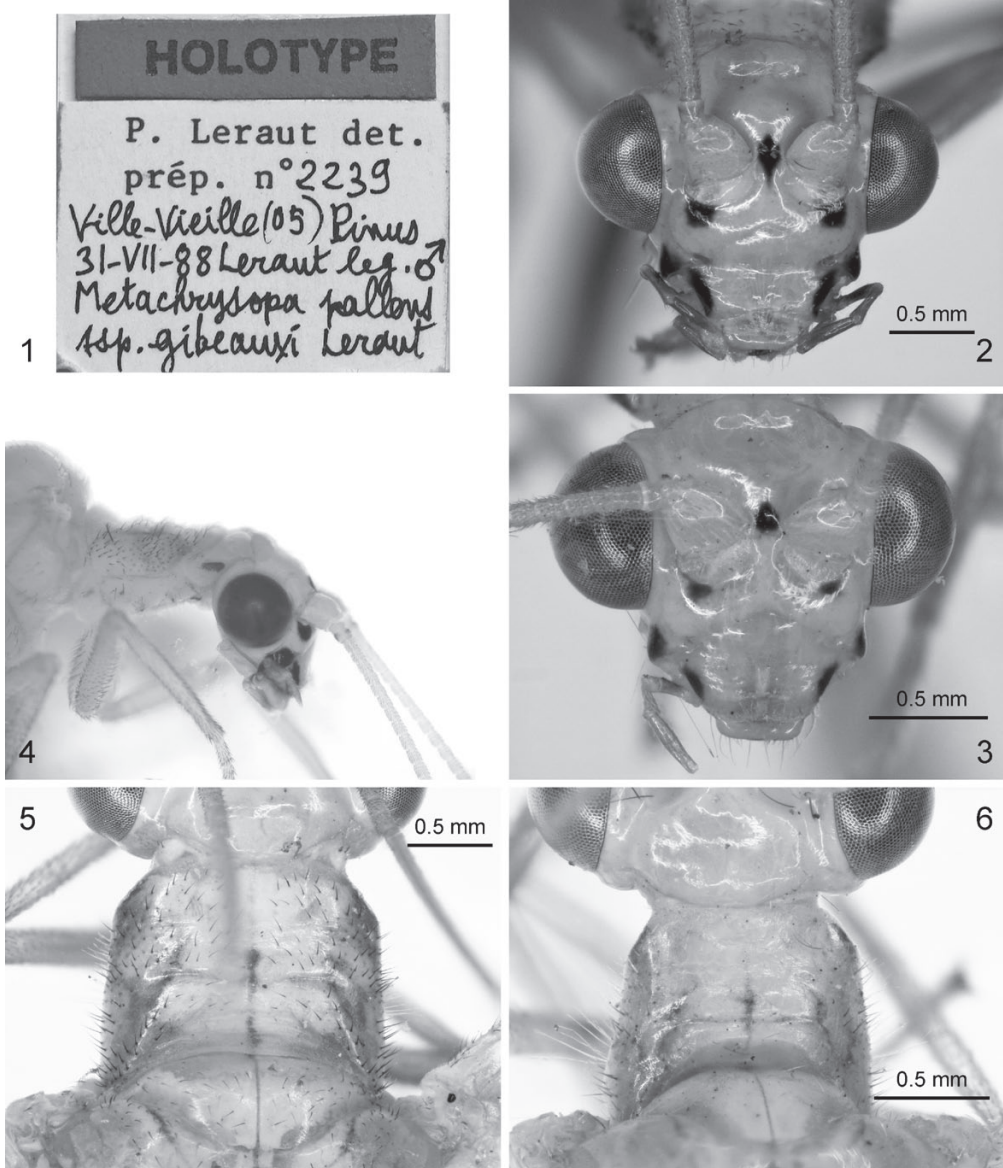 HOLOTYPE
P. Leraut det.
prép. n°2239
Ville-Vieille (05) Pinus
31-VII-88 Leraut leg. ♂
Metachrysopa pallens
ssp. gibeauxi Leraut
1
0.5 mm
2
0.5 mm
3
4
5
0.5 mm
6
0.5 mm